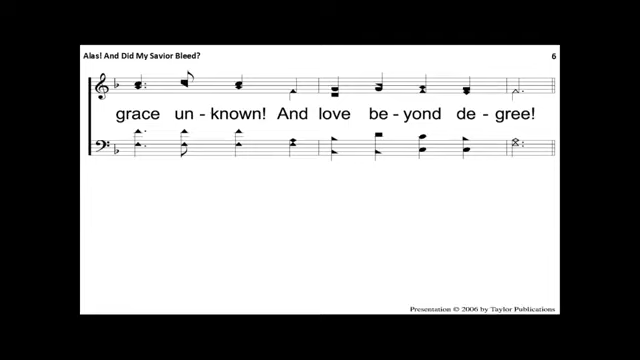 Alas! And Did My Savior Bleed?
6
grace un - known! And love be - yond de - gree!
Presentation © 2006 by Taylor Publications